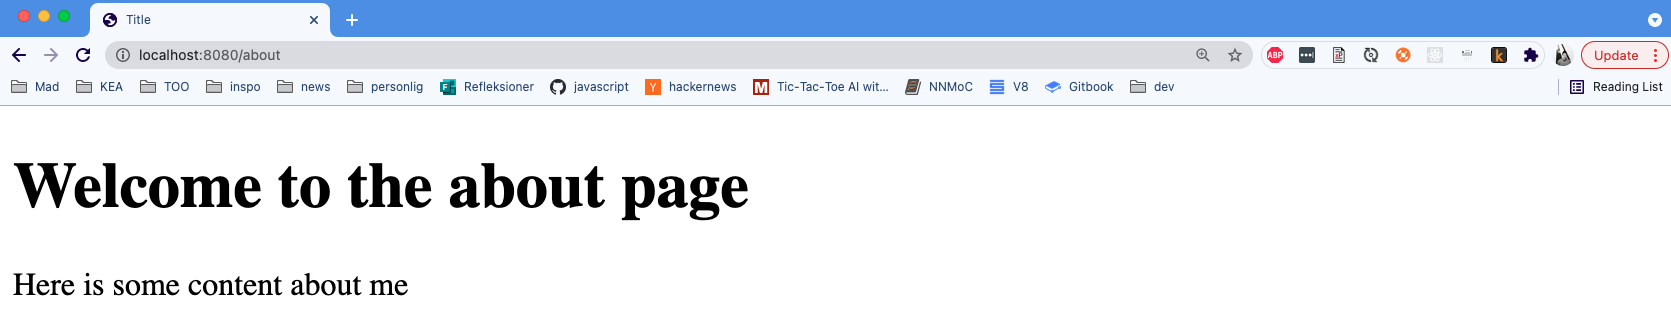 Title
localhost:8080/about
ABP
k
Update
Mad KEA TOO inspo news personlig Refleksioner javascript Y hackernews M Tic-Tac-Toe AI wit... NNMoC V8 Gitbook dev Reading List
Welcome to the about page
Here is some content about me